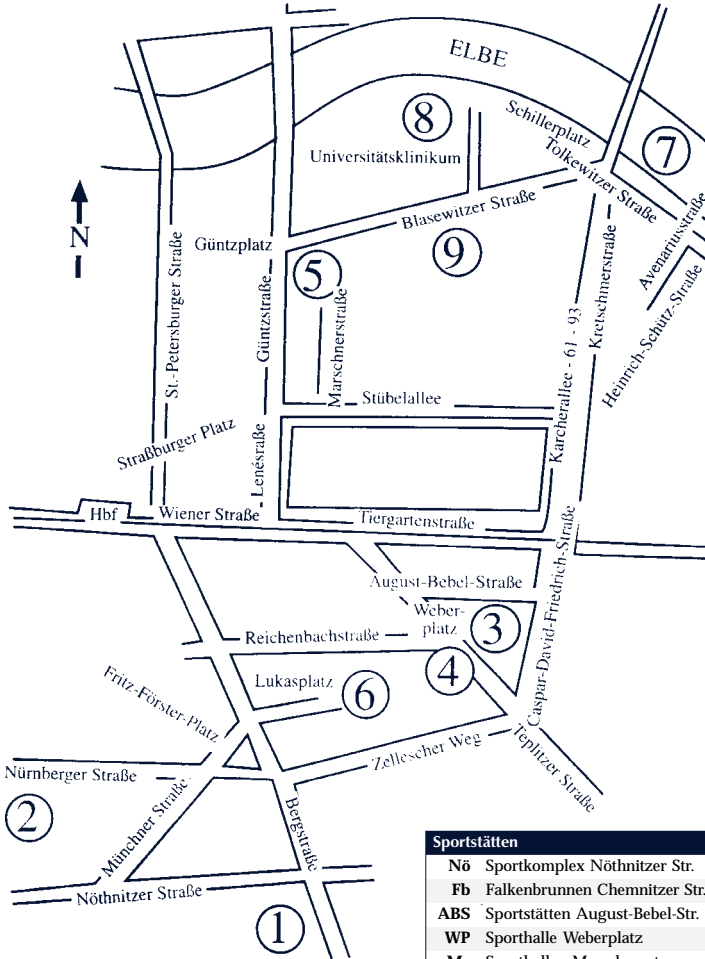 ELBE
8
Schillerplatz
7
Universitätsklinikum
Tolkewitzer Straße
Blasewitzer Straße
Avenariusstraße
N
Güntzplatz
9
5
St.-Petersburger Straße
Güntzstraße
Marschnerstraße
Kretschmerstraße
Heinrich-Schütz-Straße
Karcherallee - 61 - 93
Stübelallee
Straßburger Platz
Lenésraße
Hbf
Wiener Straße
Tiergartenstraße
August-Bebel-Straße
Caspar-David-Friedrich-Straße
Weber-
platz
3
Reichenbachstraße
4
Lukasplatz
6
Fritz-Förster-Platz
Zellescher Weg
Teplitzer Straße
Nürnberger Straße
2
Münchner Straße
Bergstraße
Nöthnitzer Straße
1
Sportstätten
Nö Sportkomplex Nöthnitzer Str.
Fb Falkenbrunnen Chemnitzer Str.
ABS Sportstätten August-Bebel-Str.
WP Sporthalle Weberplatz